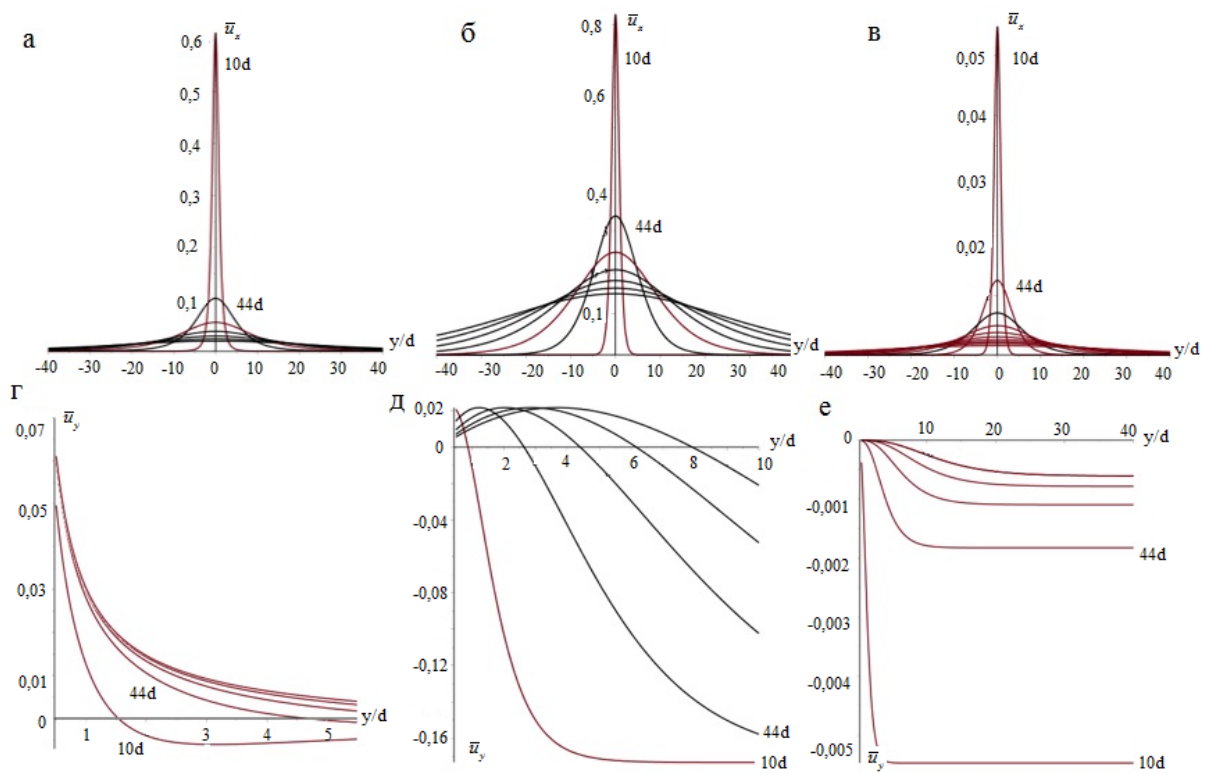 а
ū_x
0,6
10d
0,5
0,4
0,3
0,2
0,1
44d
y/d
-40 -30 -20 -10 0 10 20 30 40
б
ū_x
0,8
10d
0,6
0,4
44d
0,1
y/d
-40 -30 -20 -10 0 10 20 30 40
в
ū_x
0,05
10d
0,04
0,03
0,02
44d
y/d
-40 -30 -20 -10 0 10 20 30 40
г
ū_y
0,07
0,05
0,03
0,01
0
44d
10d
y/d
1 3 5
д
0,02
0
-0,04
-0,08
-0,12
-0,16
ū_y
y/d
2 4 6 8 10
44d
10d
е
0
10 20 30 40
y/d
-0,001
-0,002
-0,003
-0,004
-0,005
ū_y
44d
10d